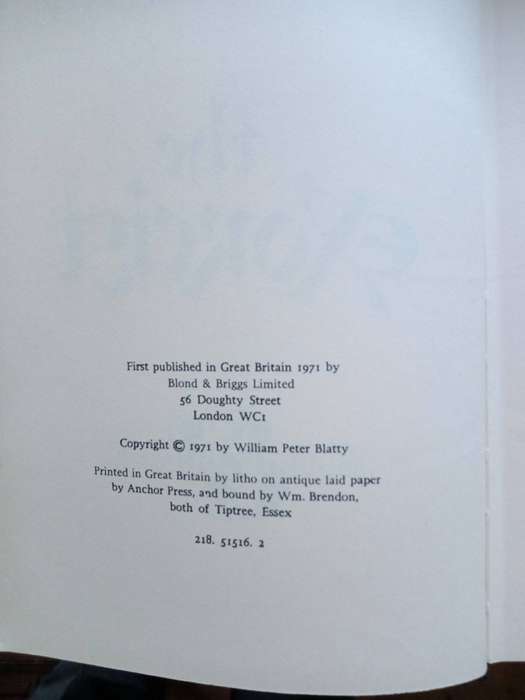 First published in Great Britain 1971 by
Blond & Briggs Limited
56 Doughty Street
London WC1
Copyright © 1971 by William Peter Blatty
Printed in Great Britain by litho on antique laid paper
by Anchor Press, and bound by Wm. Brendon,
both of Tiptree, Essex
218. 51516. 2